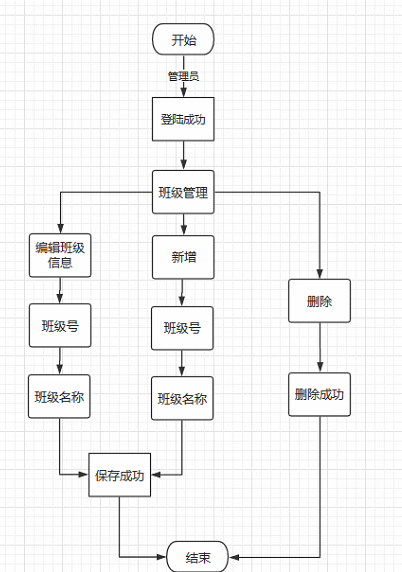 开始
管理员
登陆成功
班级管理
编辑班级
信息
新增
删除
班级号
班级号
班级名称
班级名称
删除成功
保存成功
结束